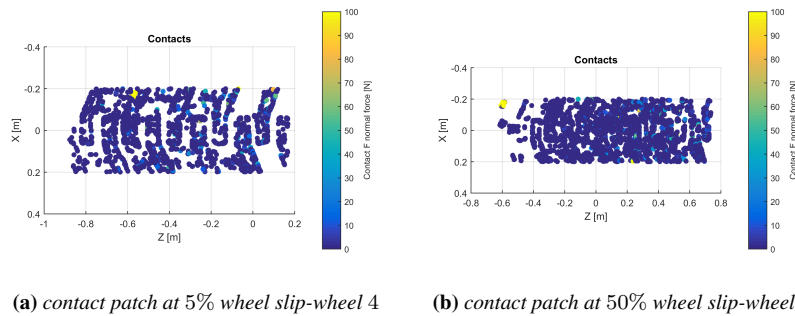 Contacts
-0.4
-0.2
0
0.2
0.4
X [m]
-1 -0.8 -0.6 -0.4 -0.2 0 0.2
Z [m]
100
90
80
70
60
50
40
30
20
10
0
Contact F normal force [N]
Contacts
-0.4
-0.2
0
0.2
0.4
X [m]
-0.8 -0.6 -0.4 -0.2 0 0.2 0.4 0.6 0.8
Z [m]
100
90
80
70
60
50
40
30
20
10
0
Contact F normal force [N]
(a) contact patch at 5% wheel slip-wheel 4
(b) contact patch at 50% wheel slip-wheel